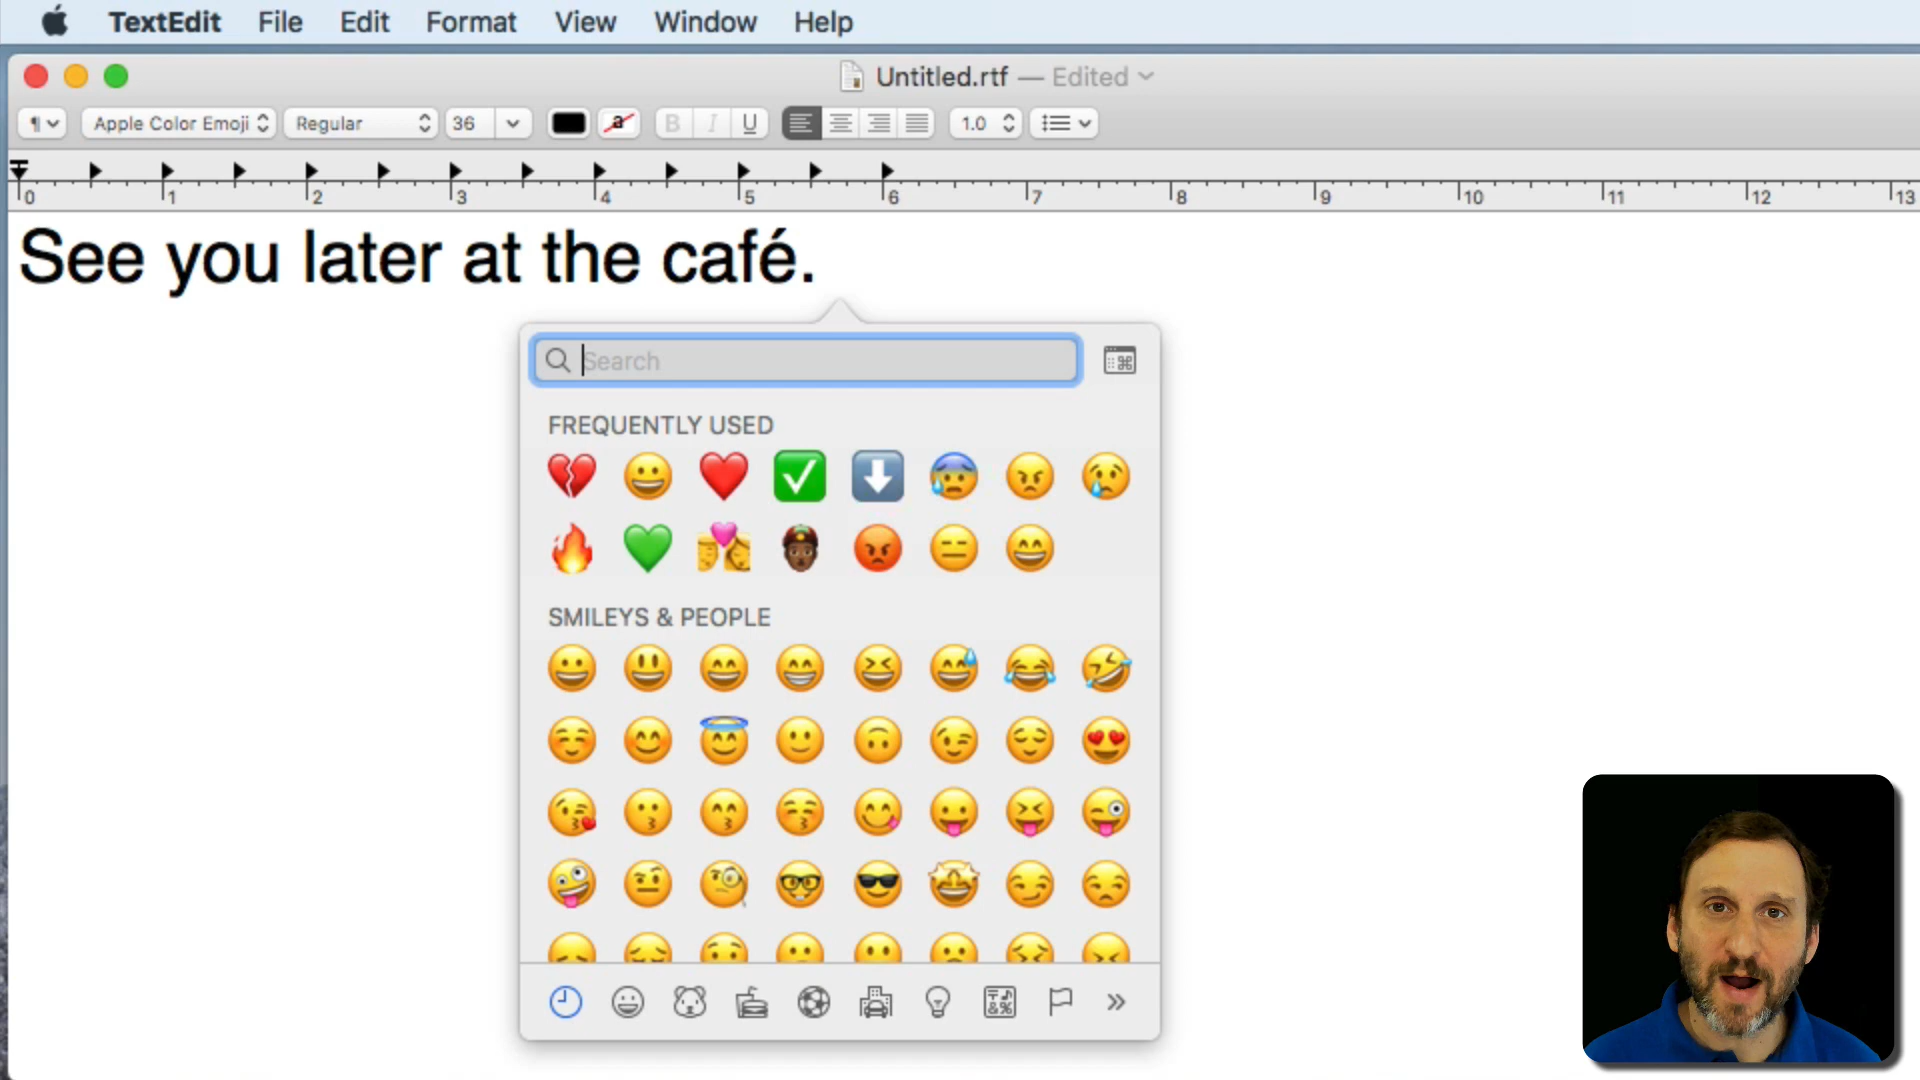 TextEdit File Edit Format View Window Help
Untitled.rtf — Edited
¶ Apple Color Emoji Regular 36 a B I U 1.0
0 1 2 3 4 5 6 7 8 9 10 11 12 13
See you later at the café.
Search
FREQUENTLY USED
SMILEYS & PEOPLE